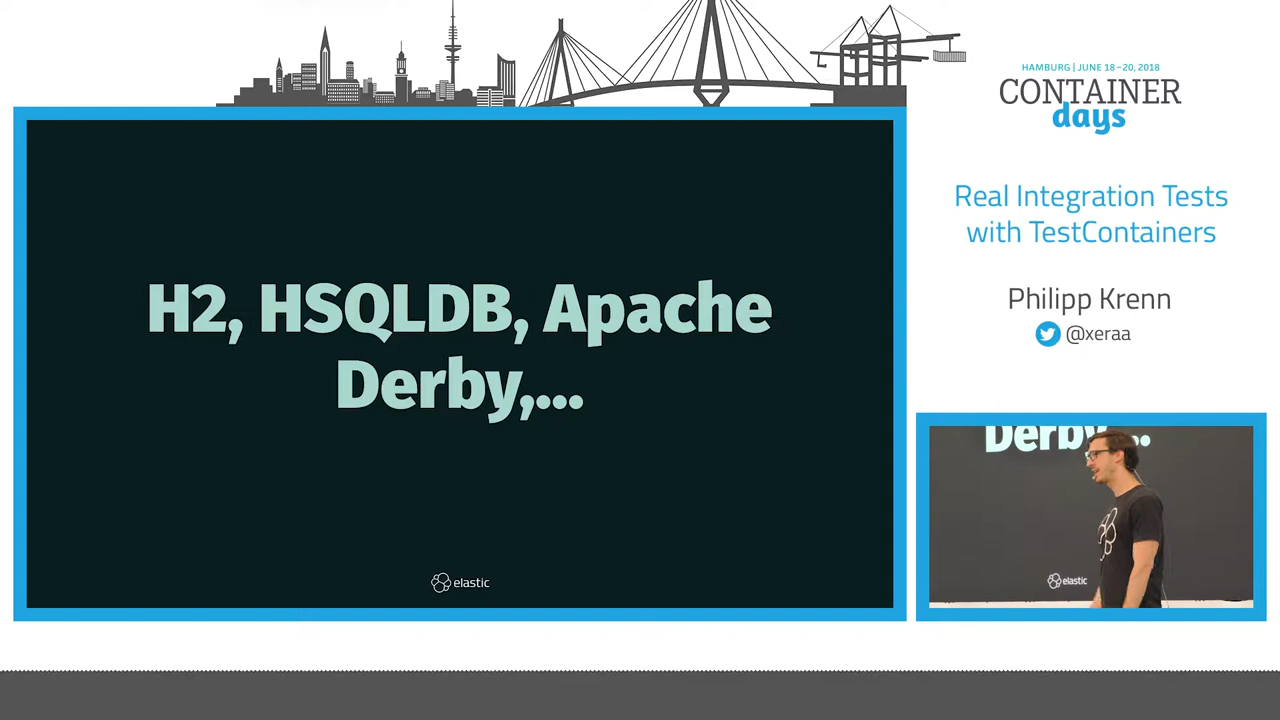 HAMBURG | JUNE 18–20, 2018
CONTAINER
days
Real Integration Tests
with TestContainers
Philipp Krenn
@xeraa
H2, HSQLDB, Apache
Derby,...
elastic
Derby,...
elastic